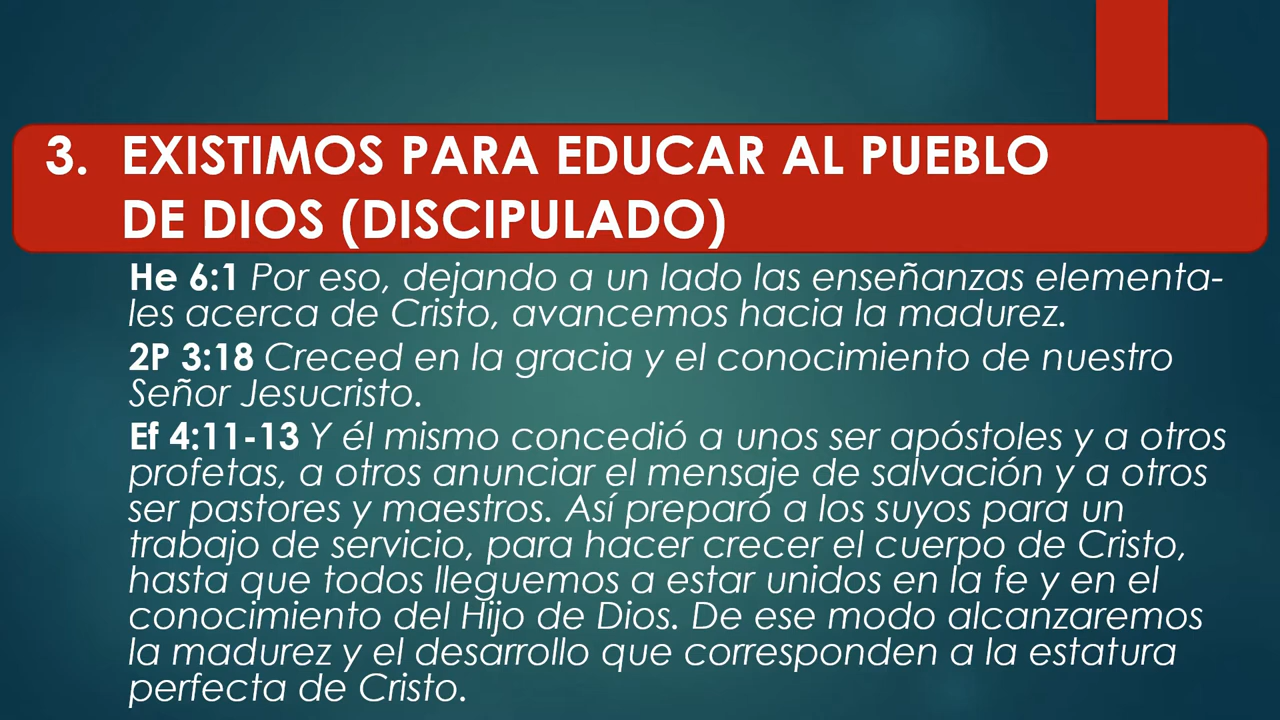 3. EXISTIMOS PARA EDUCAR AL PUEBLO
DE DIOS (DISCIPULADO)
He 6:1 Por eso, dejando a un lado las enseñanzas elementa-
les acerca de Cristo, avancemos hacia la madurez.
2P 3:18 Creced en la gracia y el conocimiento de nuestro
Señor Jesucristo.
Ef 4:11-13 Y él mismo concedió a unos ser apóstoles y a otros
profetas, a otros anunciar el mensaje de salvación y a otros
ser pastores y maestros. Así preparó a los suyos para un
trabajo de servicio, para hacer crecer el cuerpo de Cristo,
hasta que todos lleguemos a estar unidos en la fe y en el
conocimiento del Hijo de Dios. De ese modo alcanzaremos
la madurez y el desarrollo que corresponden a la estatura
perfecta de Cristo.